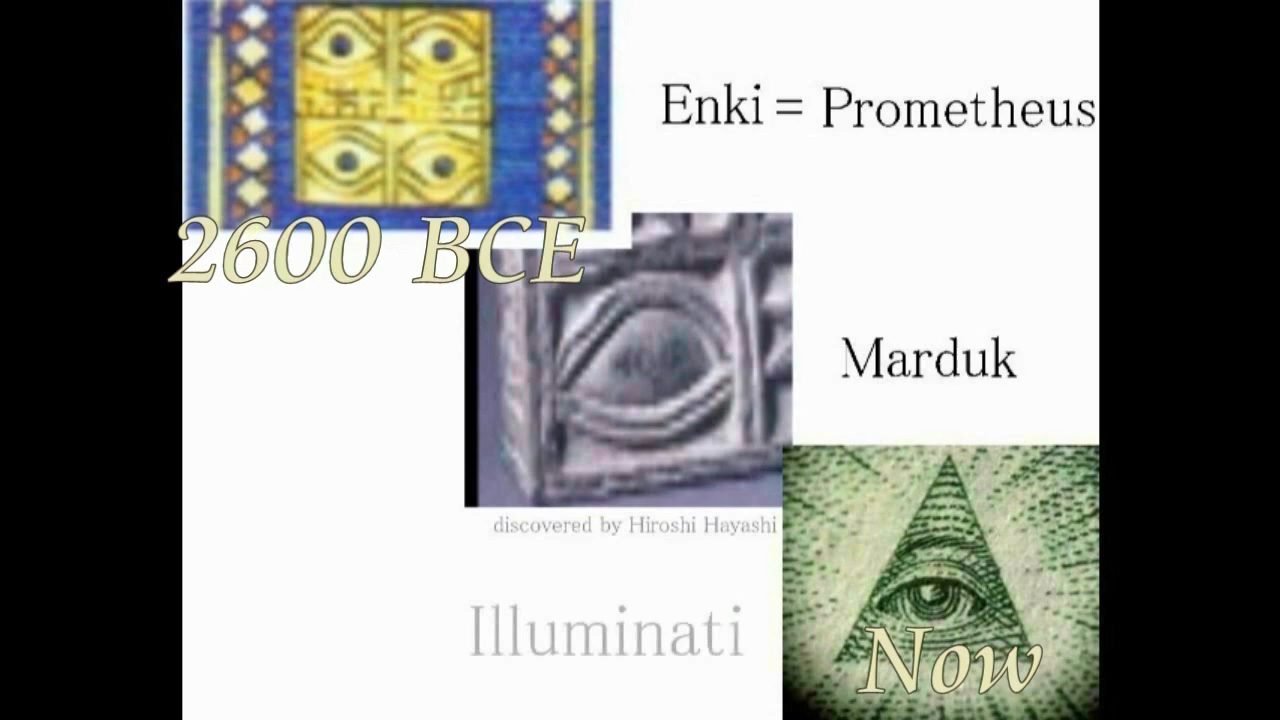 Enki = Prometheus
2600 BCE
Marduk
discovered by Hiroshi Hayashi
Illuminati
Now